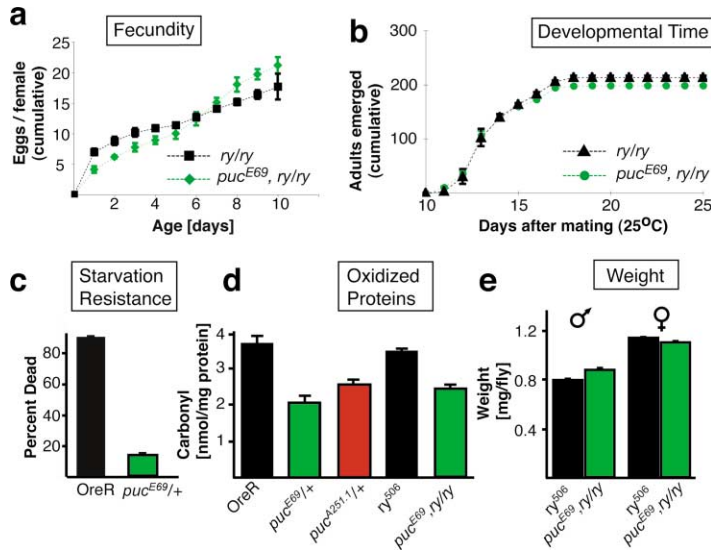 a
Fecundity
Eggs / female
(cumulative)
25
20
15
10
5
0
2
4
6
8
10
Age [days]
ry/ry
puc^E69, ry/ry
b
Developmental Time
Adults emerged
(cumulative)
300
200
100
10
15
20
25
Days after mating (25⁰C)
ry/ry
puc^E69, ry/ry
c
Starvation
Resistance
Percent Dead
80
60
40
20
OreR
puc^E69/+
d
Oxidized
Proteins
Carbonyl
[nmol/mg protein]
4
3
2
1
OreR
puc^E69/+
puc^A251.1/+
ry^506
puc^E69,ry/ry
e
Weight
♂
♀
Weight
[mg/fly]
1.2
0.8
0.4
ry^506
puc^E69,ry/ry
ry^506
puc^E69,ry/ry